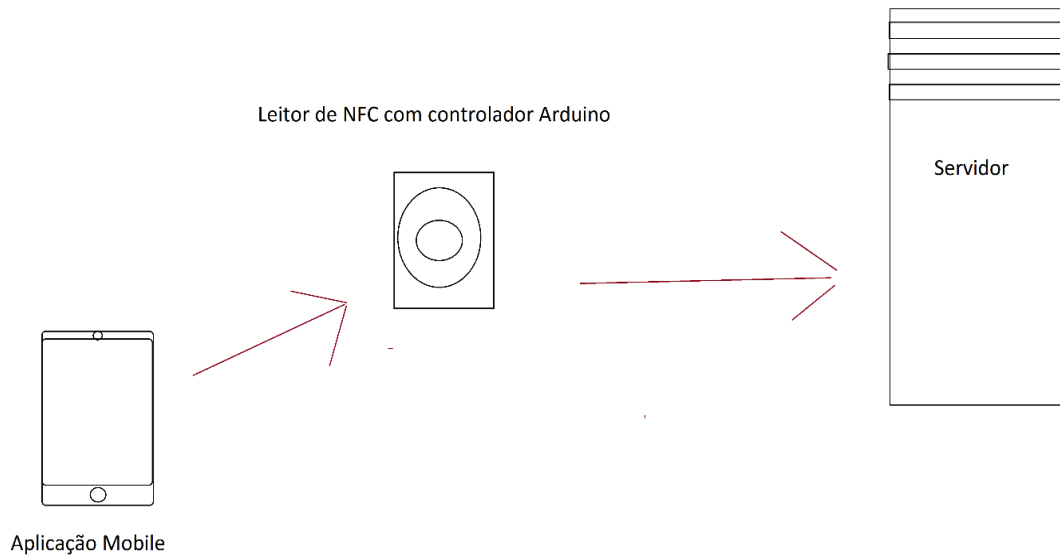 Leitor de NFC com controlador Arduino
Servidor
Aplicação Mobile